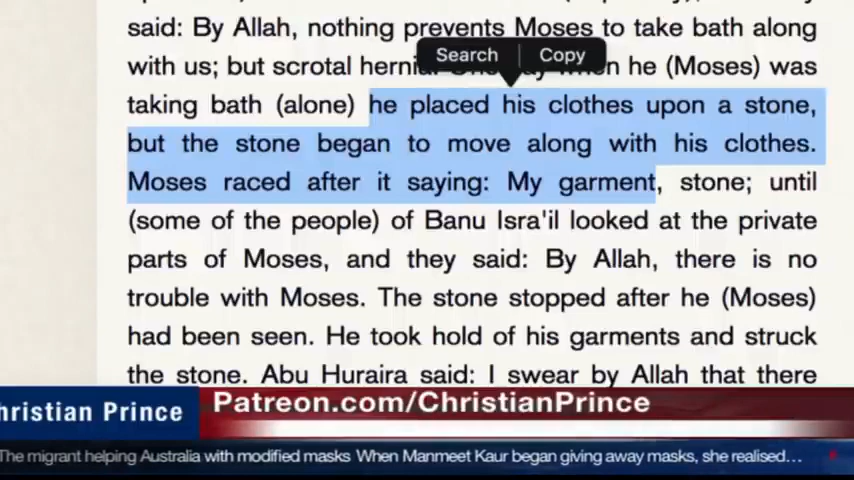 said: By Allah, nothing prevents Moses to take bath along
with us; but scrotal hernia. when he (Moses) was
Search Copy
taking bath (alone) he placed his clothes upon a stone,
but the stone began to move along with his clothes.
Moses raced after it saying: My garment, stone; until
(some of the people) of Banu Isra'il looked at the private
parts of Moses, and they said: By Allah, there is no
trouble with Moses. The stone stopped after he (Moses)
had been seen. He took hold of his garments and struck
the stone. Abu Huraira said: I swear by Allah that there
hristian Prince
Patreon.com/ChristianPrince
The migrant helping Australia with modified masks When Manmeet Kaur began giving away masks, she realised...